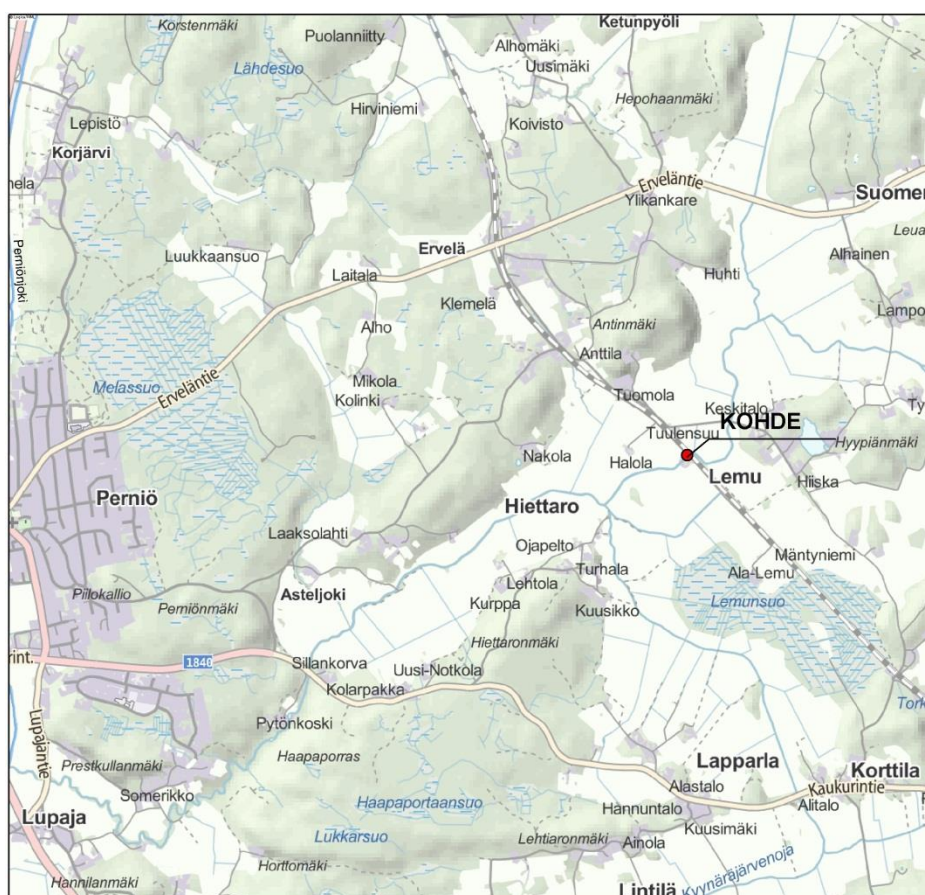 Korstenmäki
Puolanniitty
Ketunpyöli
Alhomäki
Uusimäki
Lähdesuo
Hirviniemi
Hepohaanmäki
Koivisto
Lepistö
Korjärvi
Erveläntie
Ylikankare
Suomer
Perniönjoki
Luukkaansuo
Ervelä
Laitala
Huhti
Alhainen
Klemelä
Lampo
Alho
Antinmäki
Anttila
Melassuo
Erveläntie
Mikola
Kolinki
Tuomola
Keskitalo
KOHDE
Tuulensuu
Hyypiänmäki
Nakola
Halola
Lemu
Hiiska
Perniö
Hiettaro
Laaksolahti
Ojapelto
Mäntyniemi
Turhala
Ala-Lemu
Lehtola
Piilokallio
Perniönmäki
Asteljoki
Kurppa
Kuusikko
Lemunsuo
Hiettaronmäki
1840
Sillankorva
Uusi-Notkola
Kolarpakka
Lupajantie
Pytönkoski
Haapaporras
Prestkullanmäki
Lapparla
Korttila
Somerikko
Alastalo
Kaukurintie
Haapaportaansuo
Hannuntalo
Alitalo
Lupaja
Lukkarsuo
Lehtiaronmäki
Kuusimäki
Ainola
Horttomäki
Kyynäräjärvenoja
Hannilanmäki
Lintilä